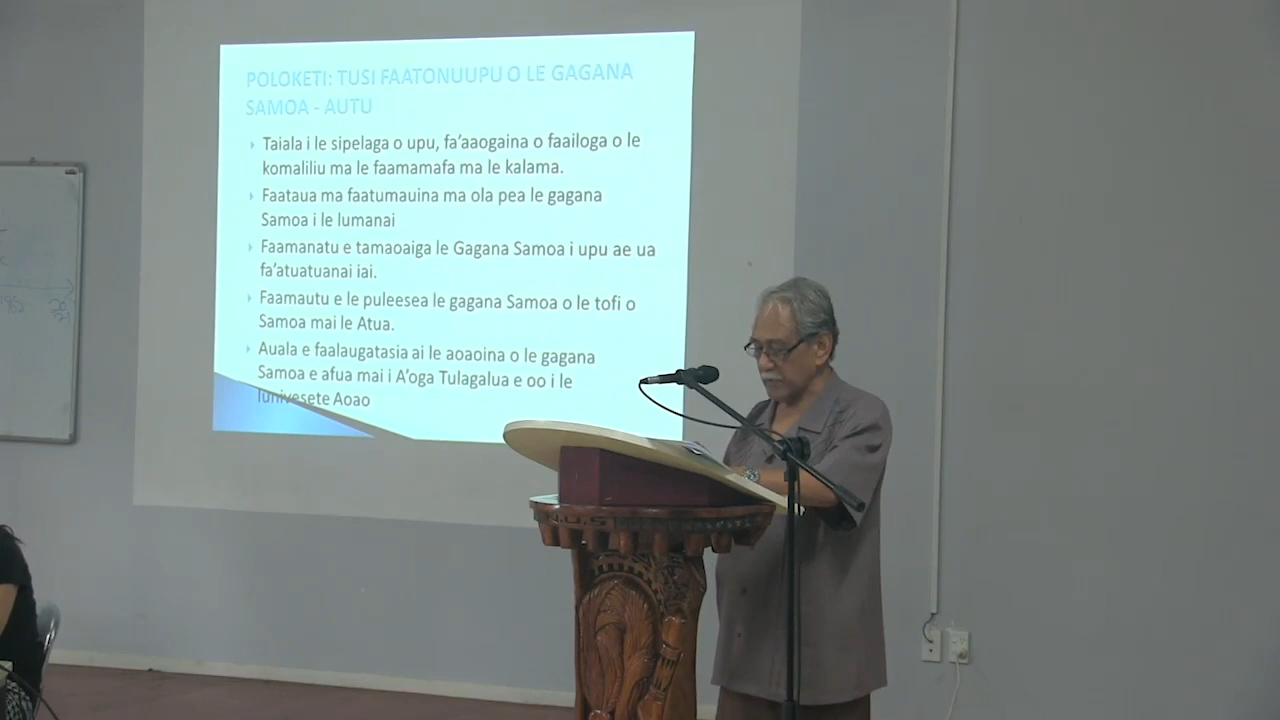 POLOKETI: TUSI FAATONUUPU O LE GAGANA
SAMOA - AUTU
Taiala i le sipelaga o upu, fa’aaogaina o faailoga o le
komaliliu ma le faamamafa ma le kalama.
Faataua ma faatumauina ma ola pea le gagana
Samoa i le lumanai
Faamanatu e tamaoaiga le Gagana Samoa i upu ae ua
fa’atuatuanai iai.
Faamautu e le puleesea le gagana Samoa o le tofi o
Samoa mai le Atua.
Auala e faalaugatasia ai le aoaoina o le gagana
Samoa e afua mai i A’oga Tulagalua e oo i le
Iunivesete Aoao
N.U.S